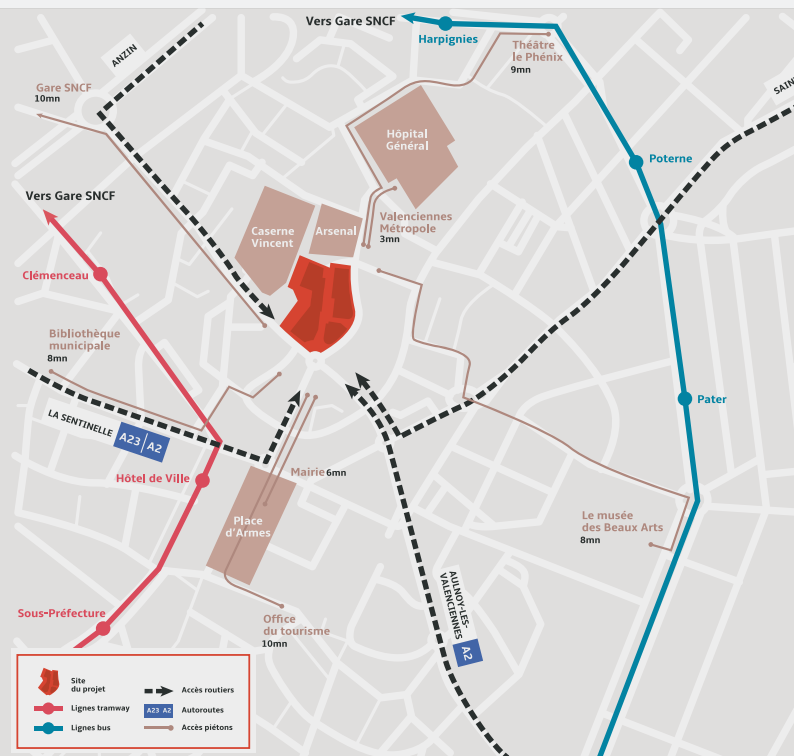 Vers Gare SNCF
Harpignies
ANZIN
Théâtre
le Phénix
9mn
Gare SNCF
10mn
SAIN
Hôpital
Général
Poterne
Vers Gare SNCF
Caserne
Vincent
Arsenal
Valenciennes
Métropole
3mn
Clémenceau
Bibliothèque
municipale
8mn
Pater
LA SENTINELLE
A23 A2
Mairie 6mn
Hôtel de Ville
Place
d'Armes
Le musée
des Beaux Arts
8mn
AULNOY-LES-
VALENCIENNES
A2
Sous-Préfecture
Office
du tourisme
10mn
Site
du projet
Accès routiers
Lignes tramway
A23 A2
Autoroutes
Lignes bus
Accès piétons